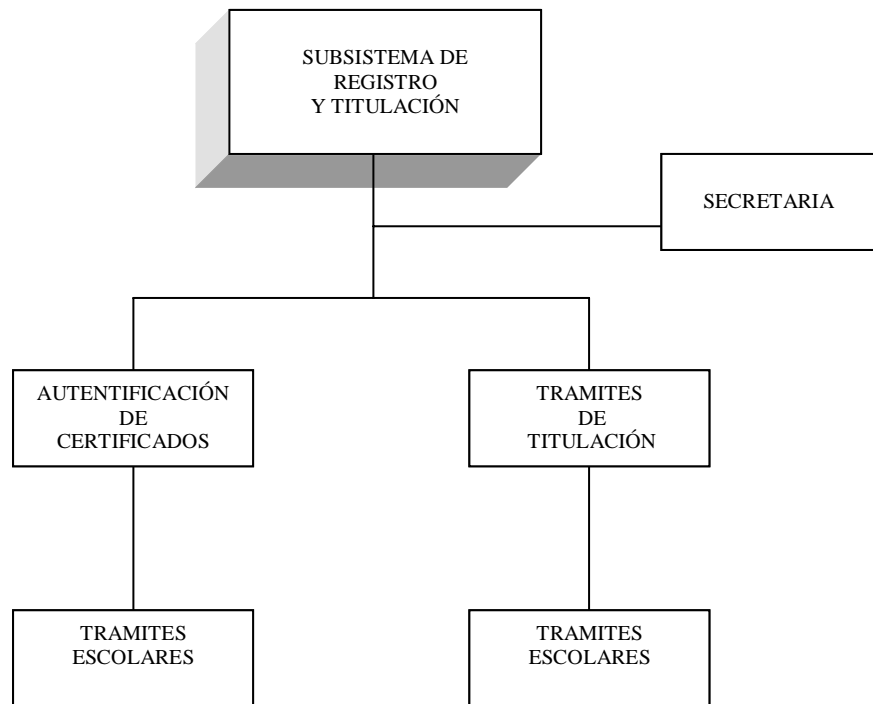 SUBSISTEMA DE
REGISTRO
Y TITULACIÓN
SECRETARIA
AUTENTIFICACIÓN
DE
CERTIFICADOS
TRAMITES
DE
TITULACIÓN
TRAMITES
ESCOLARES
TRAMITES
ESCOLARES